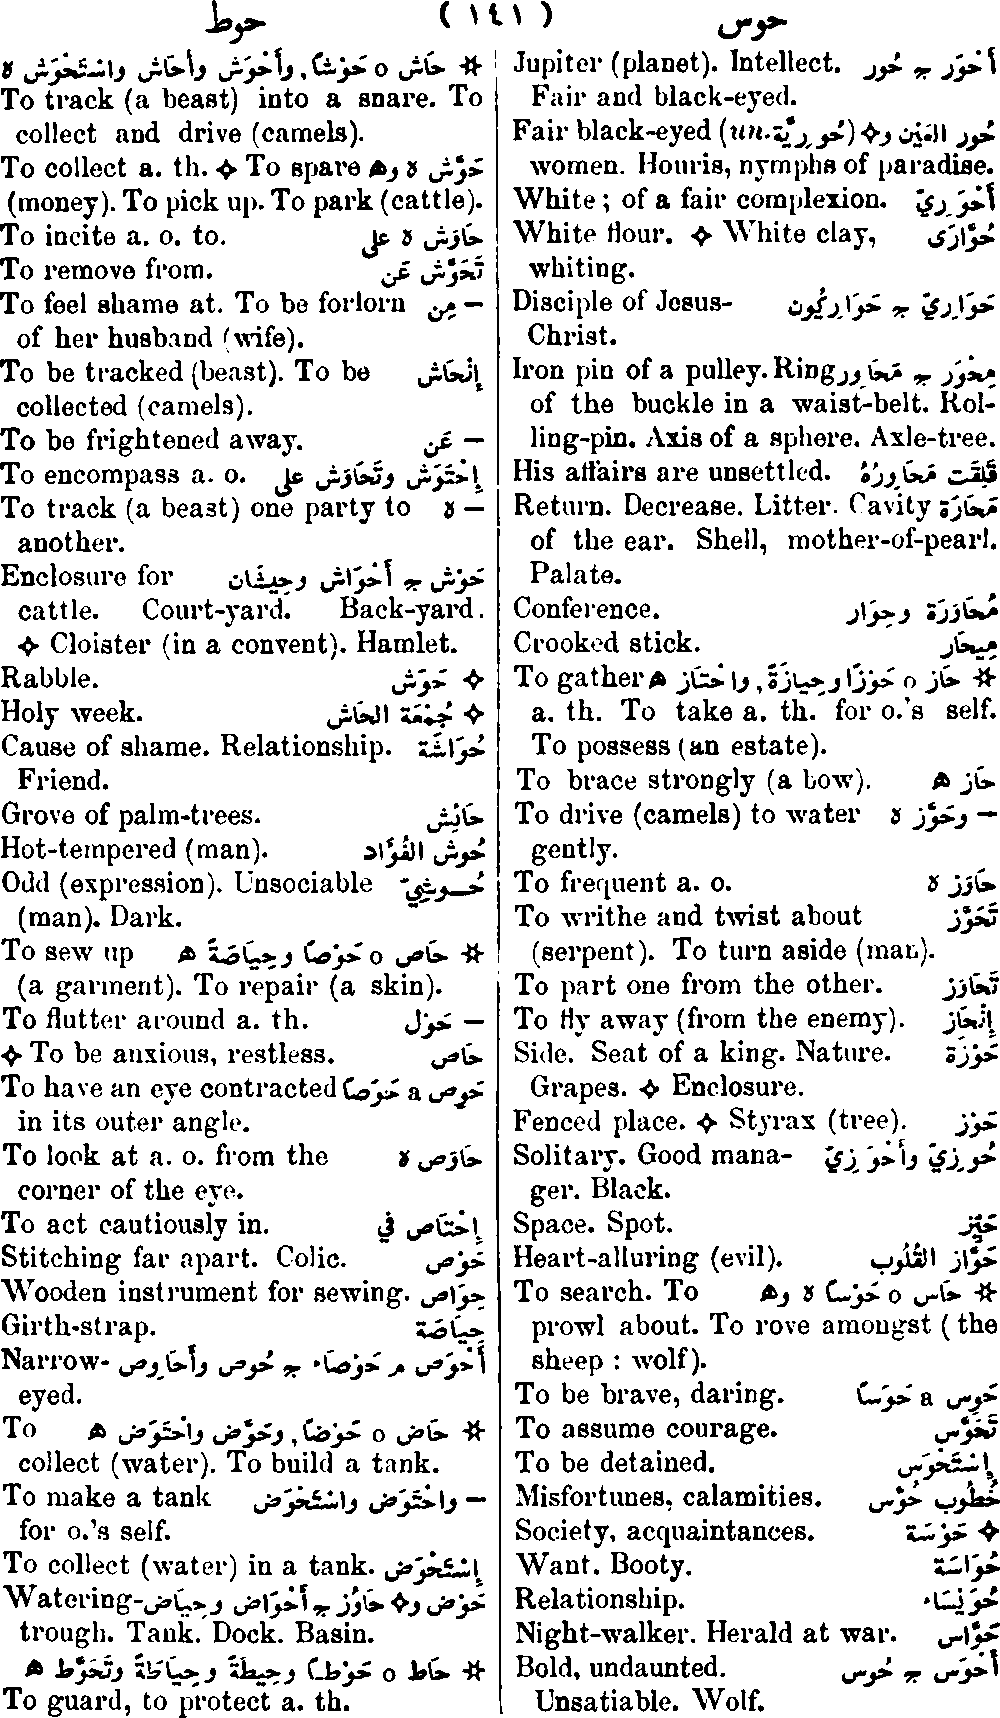 حوس ( ١٤١ ) حوط
Jupiter (planet). Intellect. أَحْوَر ج حُور
Fair and black-eyed.
Fair black-eyed (un. حُورِيَّة) حُور العِين و✧
women. Houris, nymphs of paradise.
White ; of a fair complexion. أَحْوَرِيّ
White flour. ✧ White clay, حُوَّارَى
whiting.
Disciple of Jesus- حَوَارِيّ ج حَوَارِيُّون
Christ.
Iron pin of a pulley. Ring مِحْوَر ج مَحَاوِر
of the buckle in a waist-belt. Rol-
ling-pin. Axis of a sphere. Axle-tree.
His affairs are unsettled. قَلِقَت مَحَاوِرُهُ
Return. Decrease. Litter. Cavity مَحَارَة
of the ear. Shell, mother-of-pearl.
Palate.
Conference. مُحَاوَرَة وحِوَار
Crooked stick. مِيحَار
To gather ☆ حَاز o حَوْزًا وحِيَازَةً, واحْتَاز ه
a. th. To take a. th. for o.'s self.
To possess (an estate).
To brace strongly (a bow). حَاز ه
To drive (camels) to water — وحَوَّز ه
gently.
To frequent a. o. حَاوَز ه
To writhe and twist about تَحَوَّز
(serpent). To turn aside (man).
To part one from the other. تَحَاوَز
To fly away (from the enemy). إِنْحَاز
Side. Seat of a king. Nature. حَوْزَة
Grapes. ✧ Enclosure.
Fenced place. ✧ Styrax (tree). حَوْز
Solitary. Good mana- حُوزِيّ وأَحْوَزِيّ
ger. Black.
Space. Spot. حَيِّز
Heart-alluring (evil). حَوَّاز القُلُوب
To search. To ☆ حَاس o حَوْسًا ه وه
prowl about. To rove amongst ( the
sheep : wolf).
To be brave, daring. حَوِس a حَوَسًا
To assume courage. تَحَوَّس
To be detained. إِسْتَحْوَس
Misfortunes, calamities. خُطُوب حُوَّس
Society, acquaintances. ✧ حَوْسَة
Want. Booty. حُوَاسَة
Relationship. حُوَيْسَاء
Night-walker. Herald at war. حَوَّاس
Bold, undaunted. أَحْوَس ج حُوس
Unsatiable. Wolf.
☆ حَاش o حَوْشًا, وأَحْوَش وأَحَاش واسْتَحْوَش ه
To track (a beast) into a snare. To
collect and drive (camels).
To collect a. th. ✧ To spare حَوَّش ه وه
(money). To pick up. To park (cattle).
To incite a. o. to. حَاوَش ه على
To remove from. تَحَوَّش عَن
To feel shame at. To be forlorn — مِن
of her husband (wife).
To be tracked (beast). To be إِنْحَاش
collected (camels).
To be frightened away. — عَن
To encompass a. o. إِحْتَوَش وتَحَاوَش على
To track (a beast) one party to — ه
another.
Enclosure for حَوْش ج أَحْوَاش وحِيشَان
cattle. Court-yard. Back-yard.
✧ Cloister (in a convent). Hamlet.
Rabble. ✧ حَوَش
Holy week. ✧ جُمْعَة الحَاش
Cause of shame. Relationship. حُوَاشَة
Friend.
Grove of palm-trees. حَائِش
Hot-tempered (man). حُوش الفُؤَاد
Odd (expression). Unsociable حُوشِيّ
(man). Dark.
To sew up ☆ حَاص o حَوْصًا وحِيَاصَةً ه
(a garment). To repair (a skin).
To flutter around a. th. — حَوْل
✧ To be anxious, restless. حَاص
To have an eye contracted حَوِص a حَوَصًا
in its outer angle.
To look at a. o. from the حَاوَص ه
corner of the eye.
To act cautiously in. إِحْتَاص في
Stitching far apart. Colic. حَوْص
Wooden instrument for sewing. حِوَاص
Girth-strap. حِيَاصَة
Narrow- أَحْوَص م حَوْصَاء ج حُوص وأَحَاوِص
eyed.
To ☆ حَاض o حَوْضًا, وحَوَّض واحْتَوَض ه
collect (water). To build a tank.
To make a tank — واحْتَوَض واسْتَحْوَض
for o.'s self.
To collect (water) in a tank. إِسْتَحْوَض
Watering- حَوْض و✧ حَاوُز ج أَحْوَاض وحِيَاض
trough. Tank. Dock. Basin.
☆ حَاط o حَوْطًا وحِيطَةً وحِيَاطَةً وتَحَوَّط ه
To guard, to protect a. th.